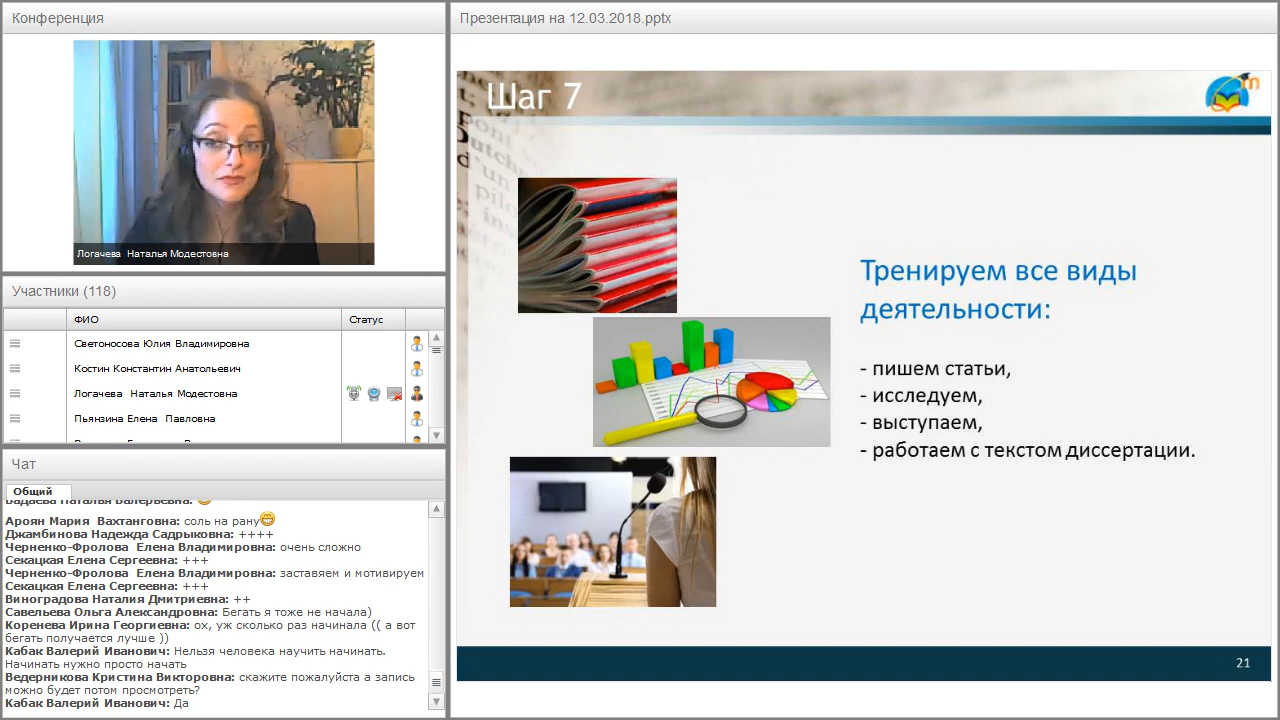 Конференция
Логачева Наталья Модестовна
Участники (118)
ФИО
Статус
Светоносова Юлия Владимировна
Костин Константин Анатольевич
Логачева Наталья Модестовна
Пьянзина Елена Павловна
Чат
Общий
Бадаева Наталья Валерьевна:
Ароян Мария Вахтанговна: соль на рану
Джамбинова Надежда Садрыковна: ++++
Черненко-Фролова Елена Владимировна: очень сложно
Секацкая Елена Сергеевна: +++
Черненко-Фролова Елена Владимировна: заставяем и мотивируем
Секацкая Елена Сергеевна: +++
Виноградова Наталия Дмитриевна: ++
Савельева Ольга Александровна: Бегать я тоже не начала)
Коренева Ирина Георгиевна: ох, уж сколько раз начинала (( а вот
бегать получается лучше ))
Кабак Валерий Иванович: Нельзя человека научить начинать.
Начинать нужно просто начать
Ведерникова Кристина Викторовна: скажите пожалуйста а запись
можно будет потом просмотреть?
Кабак Валерий Иванович: Да
Презентация на 12.03.2018.pptx
Шаг 7
m
Тренируем все виды
деятельности:
- пишем статьи,
- исследуем,
- выступаем,
- работаем с текстом диссертации.
21